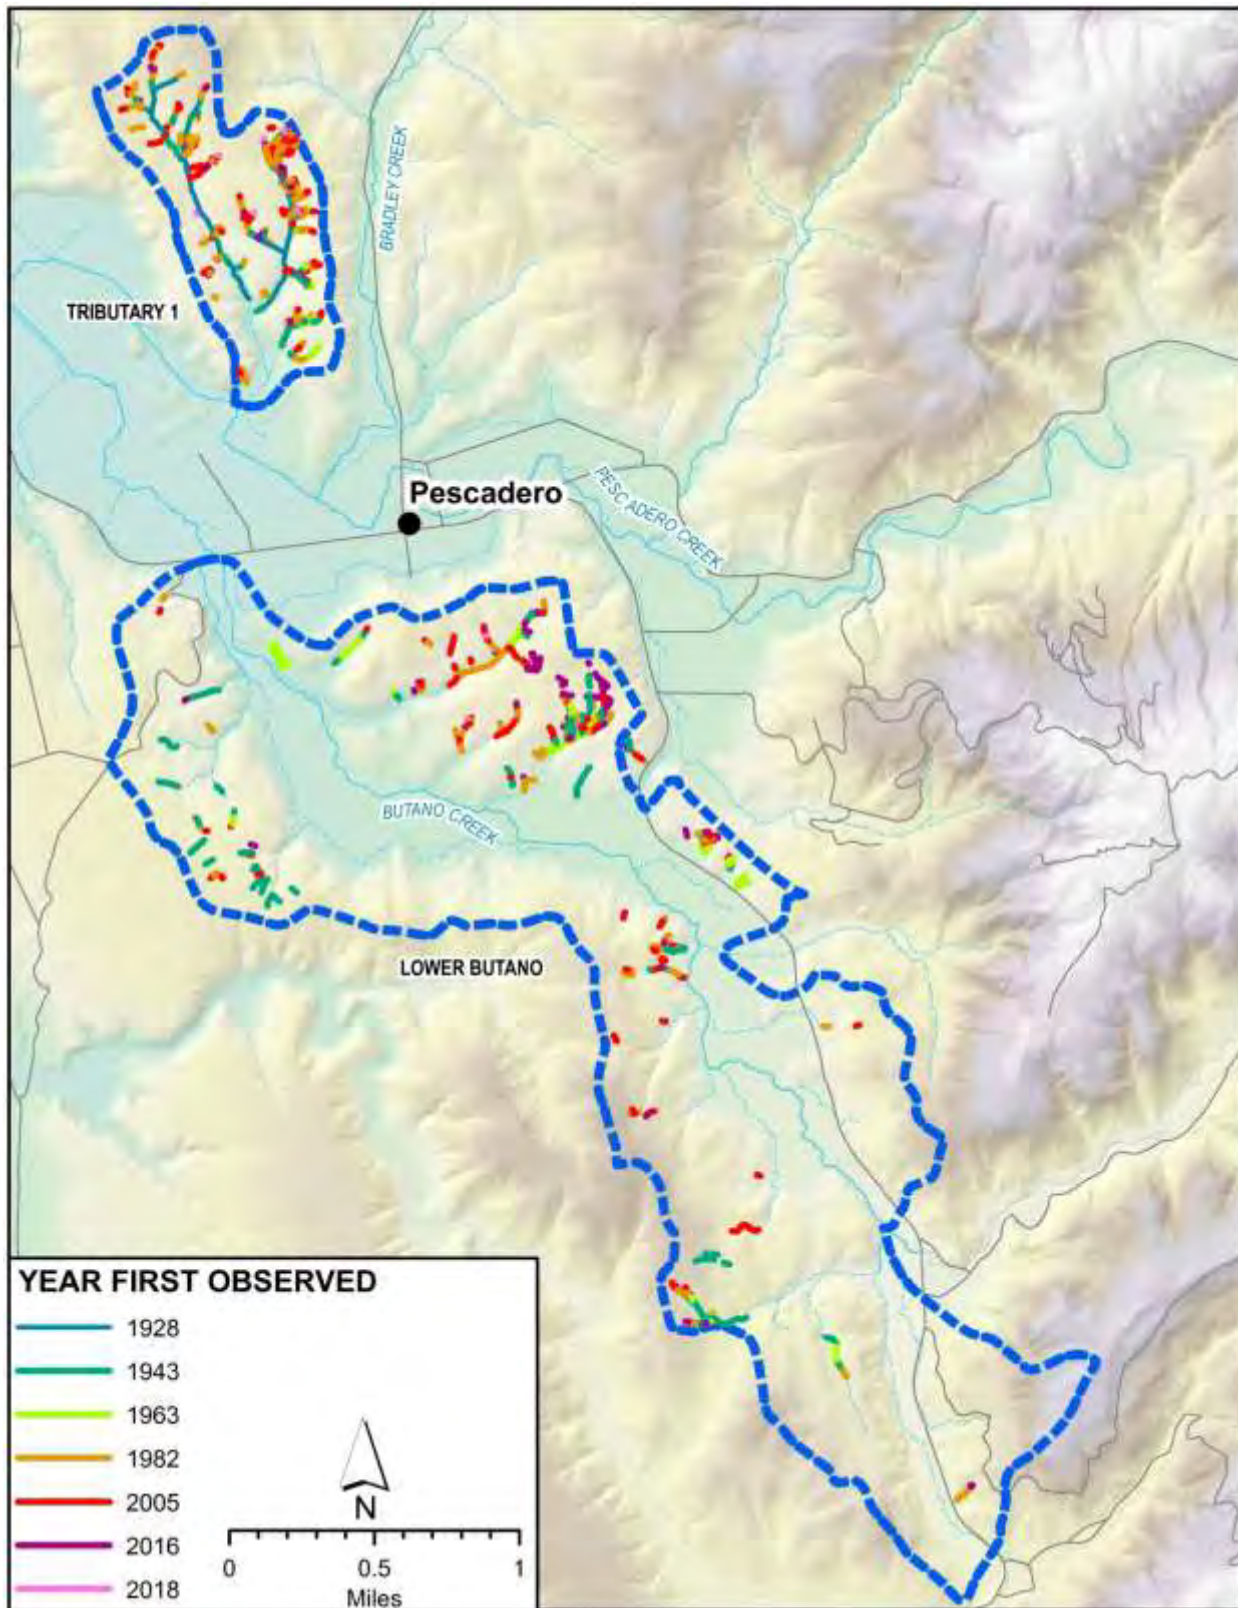 BRADLEY CREEK
TRIBUTARY 1
Pescadero
PESCADERO CREEK
BUTANO CREEK
LOWER BUTANO
YEAR FIRST OBSERVED
1928
1943
1963
1982
2005
2016
2018
N
0 0.5 1
Miles